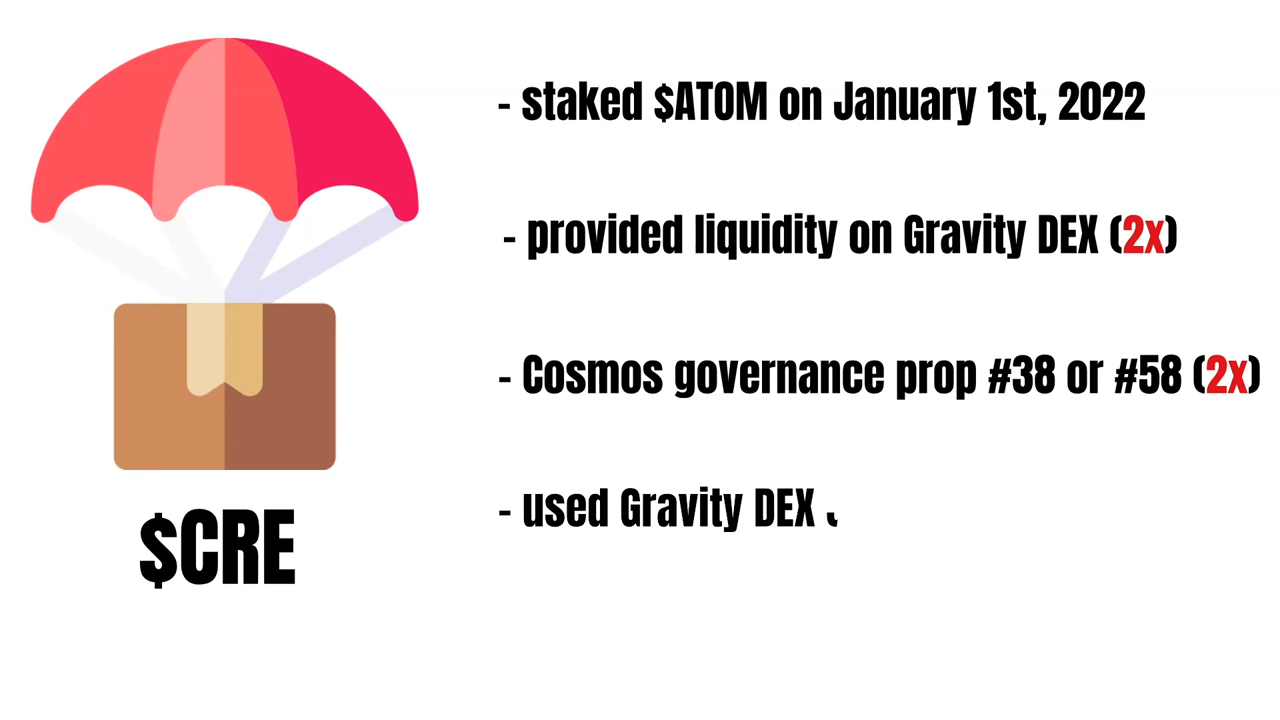 - staked $ATOM on January 1st, 2022
- provided liquidity on Gravity DEX (2x)
- Cosmos governance prop #38 or #58 (2x)
- used Gravity DEX
$CRE